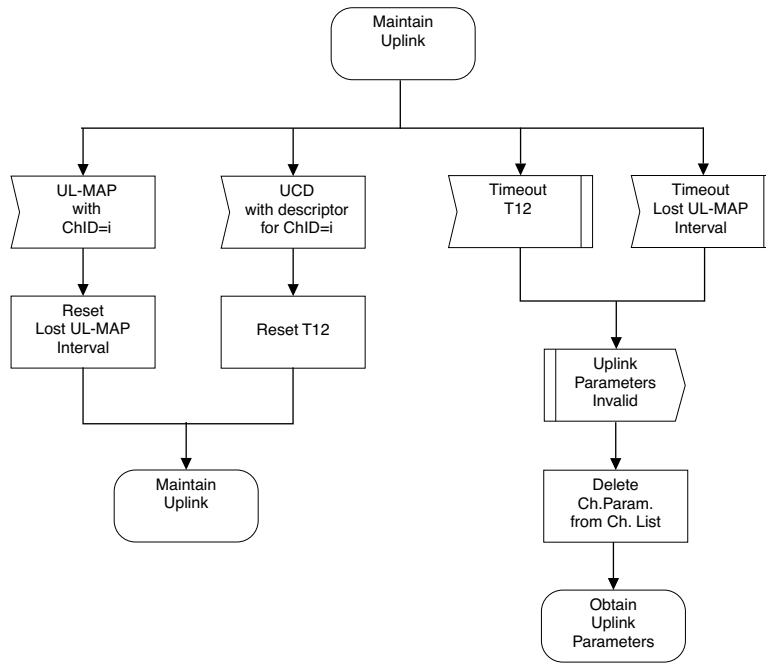 Maintain
Uplink
UL-MAP
with
ChID=i
UCD
with descriptor
for ChID=i
Timeout
T12
Timeout
Lost UL-MAP
Interval
Reset
Lost UL-MAP
Interval
Reset T12
Uplink
Parameters
Invalid
Maintain
Uplink
Delete
Ch.Param.
from Ch. List
Obtain
Uplink
Parameters